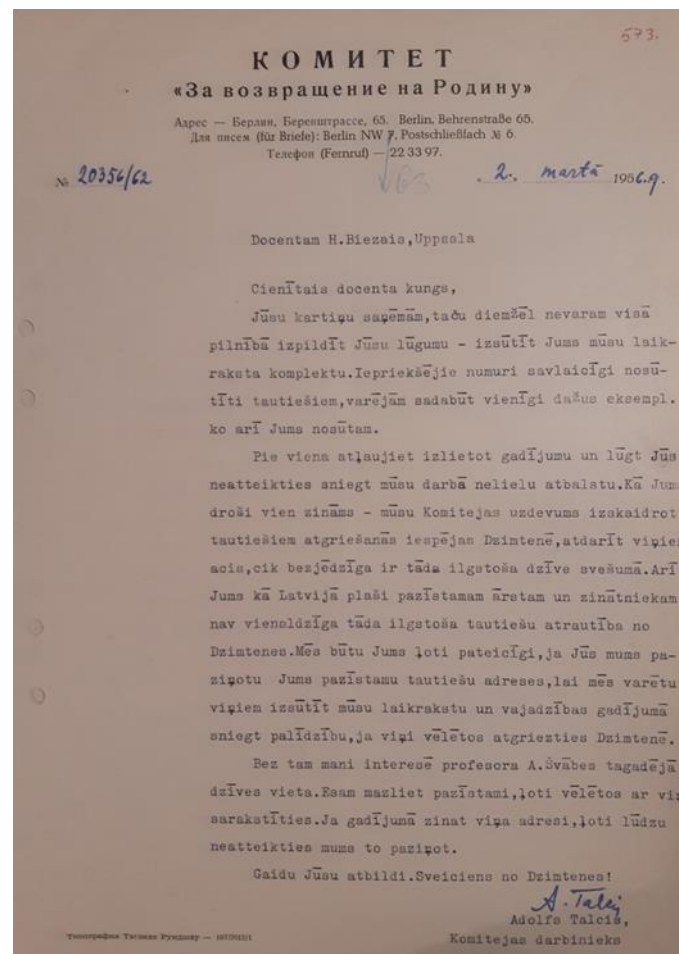 573.
КОМИТЕТ
«За возвращение на Родину»
Адрес — Берлин, Беренштрассе, 65. Berlin, Behrenstraße 65.
Для писем (für Briefe): Berlin NW 7, Postschließfach № 6.
Телефон (Fernruf) — 22 33 97.
№ 20356/62
. 2. martā 1956.g.
Docentam H.Biezais,Uppsala
Cienītais docenta kungs,
Jūsu kartiņu saņēmām,taču diemžēl nevaram visā
pilnībā izpildīt Jūsu lūgumu - izsūtīt Jums mūsu laik-
raksta komplektu.Iepriekšējie numuri savlaicīgi nosū-
tīti tautiešiem,varējām sadabūt vienīgi dažus eksempl.
ko arī Jums nosūtam.
Pie viena atļaujiet izlietot gadījumu un lūgt Jūs
neatteikties sniegt mūsu darbā nelielu atbalstu.Kā Jums
droši vien zināms - mūsu Komitejas uzdevums izskaidrot
tautiešiem atgriešanās iespējas Dzimtenē,atdarīt viņiem
acis,cik bezjēdzīga ir tāda ilgstoša dzīve svešumā.Arī
Jums kā Latvijā plaši pazīstamam ārstam un zinātniekam
nav vienaldzīga tāda ilgstoša tautiešu atrautība no
Dzimtenes.Mēs būtu Jums ļoti pateicīgi,ja Jūs mums pa-
ziņotu Jums pazīstamu tautiešu adreses,lai mēs varētu
viņiem izsūtīt mūsu laikrakstu un vajadzības gadījumā
sniegt palīdzību,ja viņi vēlētos atgriezties Dzimtenē.
Bez tam mani interesē profesora A.Švābes tagadējā
dzīves vieta.Esam mazliet pazīstami,ļoti vēlētos ar vi
sarakstīties.Ja gadījumā zinat viņa adresi,ļoti lūdzu
neatteikties mums to paziņot.
Gaidu Jūsu atbildi.Sveiciens no Dzimtenes!
A. Talcis
Adolfs Talcis,
Komitejas darbinieks
Типография